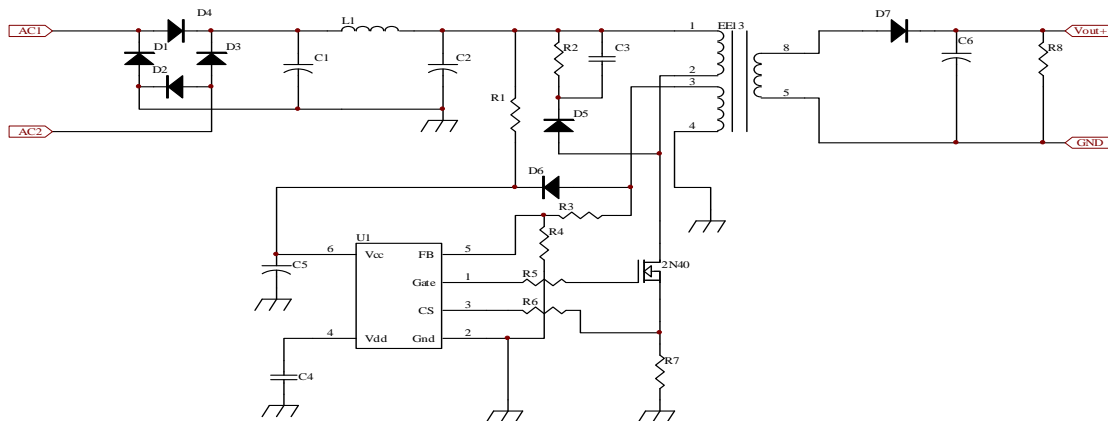 AC1
D4
L1
1
EE13
D7
Vout+
D1
D3
R2
C3
8
C6
D2
C1
C2
2
R8
3
R1
5
D5
AC2
4
GND
D6
R3
U1
R4
6
Vcc
FB
5
C5
2N40
Gate
1
R5
CS
3
R6
4
Vdd
Gnd
2
R7
C4